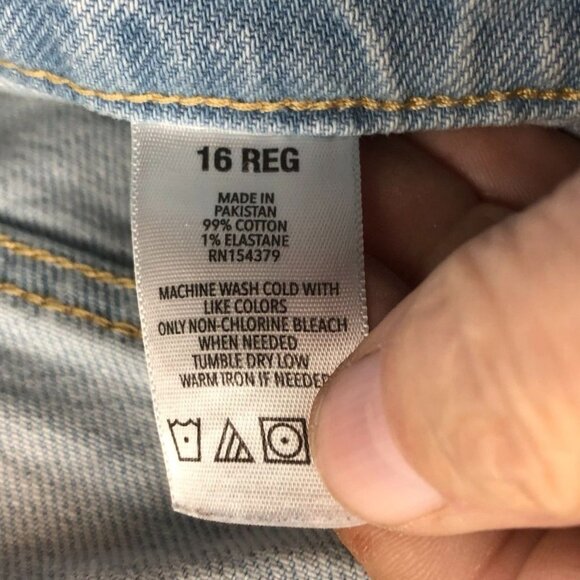 16 REG
MADE IN
PAKISTAN
99% COTTON
1% ELASTANE
RN154379
MACHINE WASH COLD WITH
LIKE COLORS
ONLY NON-CHLORINE BLEACH
WHEN NEEDED
TUMBLE DRY LOW
WARM IRON IF NEEDED